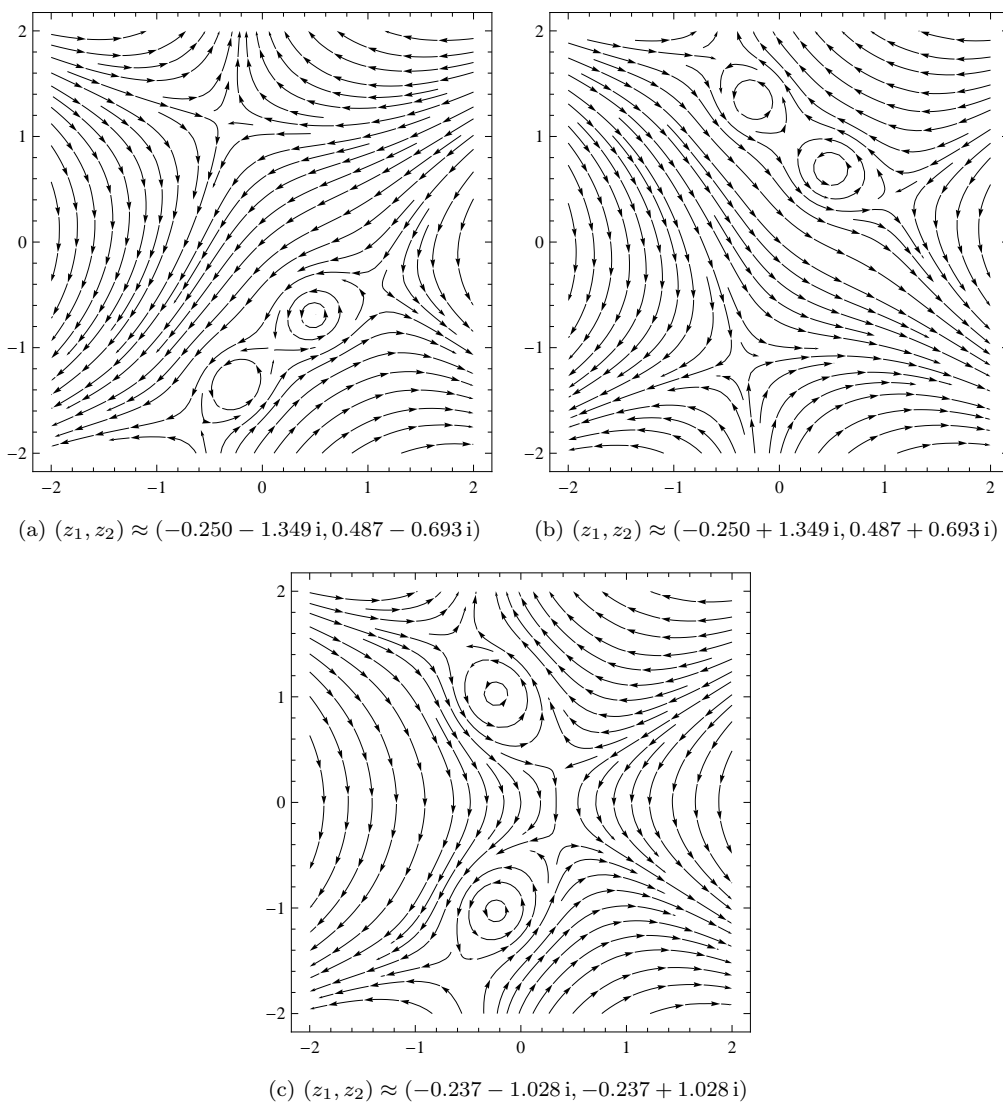 2
1
0
−1
−2
−2 −1 0 1 2
2
1
0
−1
−2
−2 −1 0 1 2
(a) (z₁, z₂) ≈ (−0.250 − 1.349 i, 0.487 − 0.693 i)
(b) (z₁, z₂) ≈ (−0.250 + 1.349 i, 0.487 + 0.693 i)
2
1
0
−1
−2
−2 −1 0 1 2
(c) (z₁, z₂) ≈ (−0.237 − 1.028 i, −0.237 + 1.028 i)